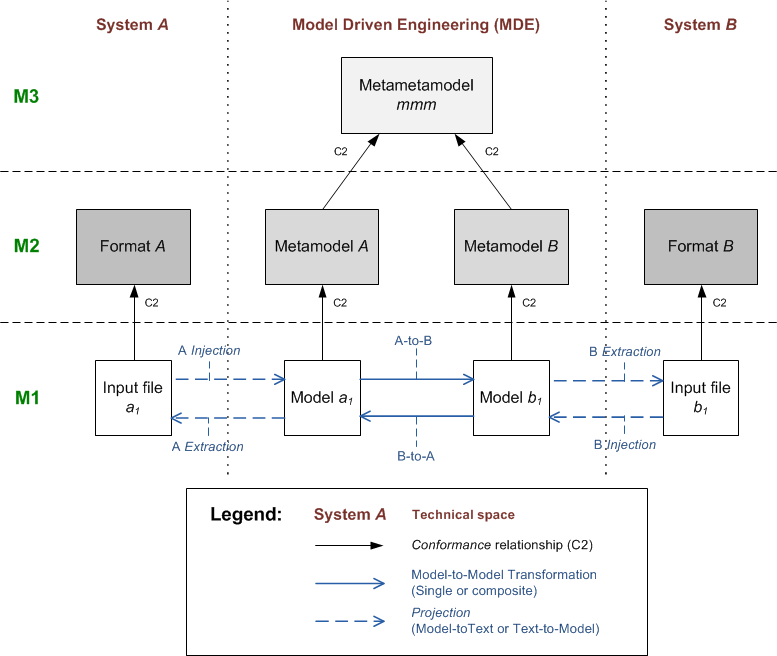 System A
Model Driven Engineering (MDE)
System B
M3
Metametamodel
mmm
C2
C2
M2
Format A
Metamodel A
Metamodel B
Format B
C2
C2
C2
C2
M1
A Injection
A-to-B
B Extraction
Input file
a1
Model a1
Model b1
Input file
b1
A Extraction
B-to-A
B Injection
Legend:
System A
Technical space
Conformance relationship (C2)
Model-to-Model Transformation
(Single or composite)
Projection
(Model-toText or Text-to-Model)